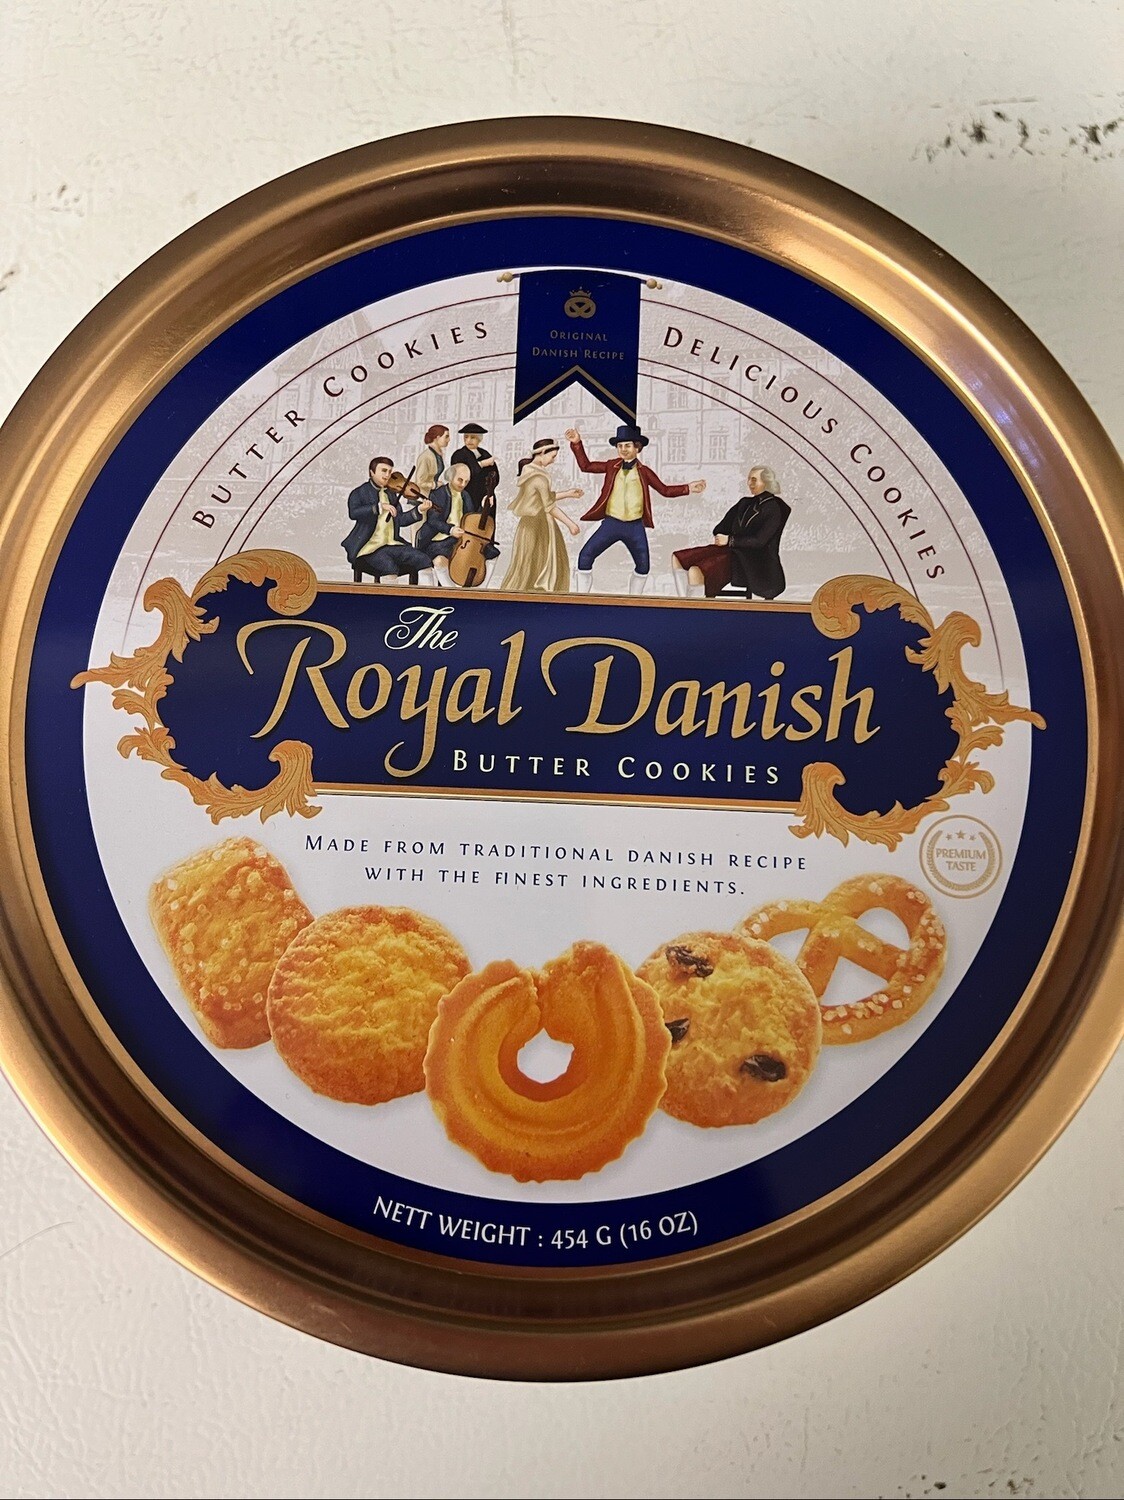 ORIGINAL
DANISH RECIPE
BUTTER COOKIES
DELICIOUS COOKIES
The
Royal Danish
BUTTER COOKIES
MADE FROM TRADITIONAL DANISH RECIPE
WITH THE FINEST INGREDIENTS.
PREMIUM
TASTE
NETT WEIGHT : 454 G (16 OZ)